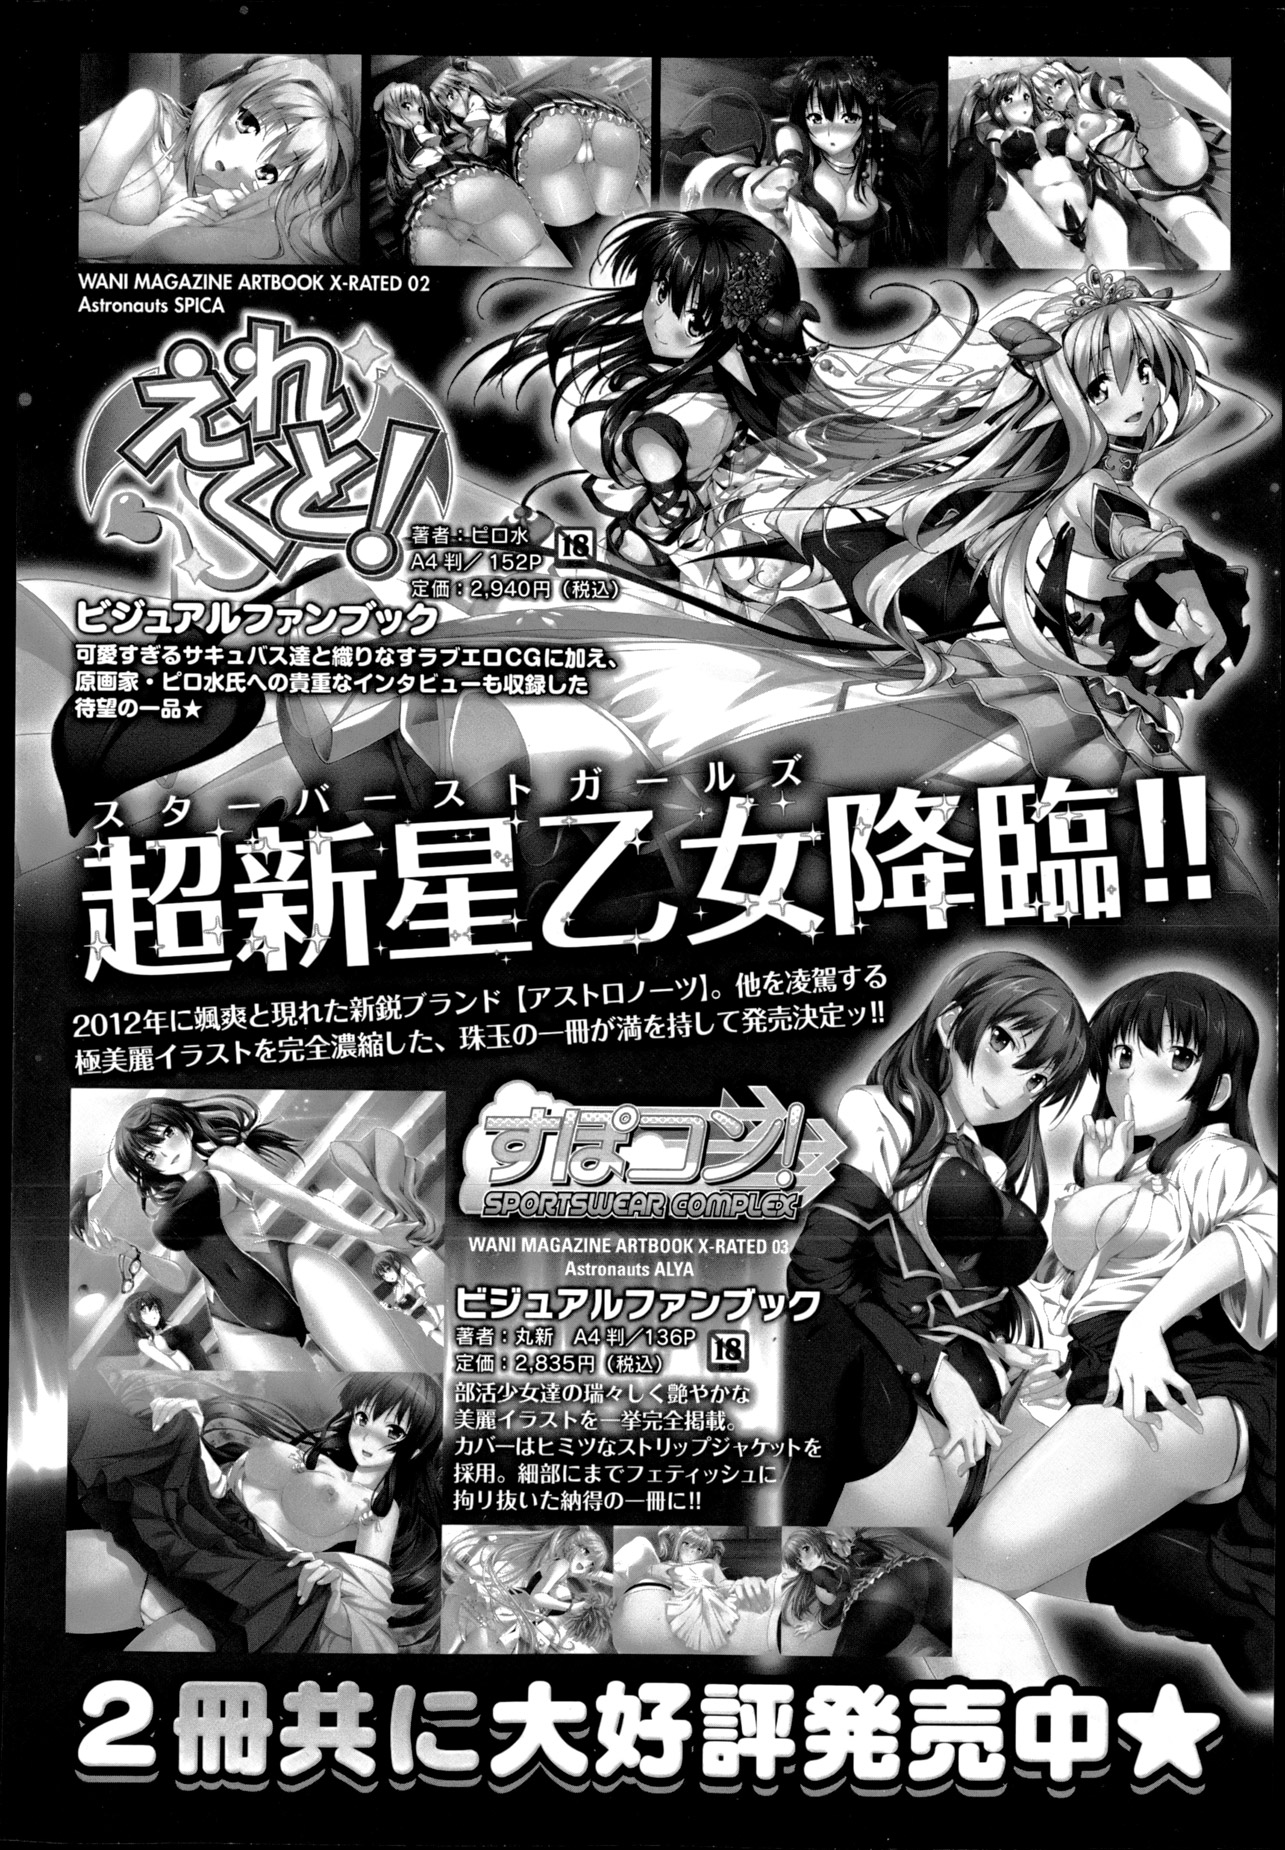 WANI MAGAZINE ARTBOOK X-RATED 02
Astronauts SPICA
えれくと!
著者:ピロ水
18
A4判/152P
定価:2,940円(税込)
ビジュアルファンブック
可愛すぎるサキュバス達と織りなすラブエロCGに加え、
原画家・ピロ水氏への貴重なインタビューも収録した
待望の一品★
スターバーストガールズ
超新星乙女降臨!!
2012年に颯爽と現れた新鋭ブランド【アストロノーツ】。他を凌駕する
極美麗イラストを完全濃縮した、珠玉の一冊が満を持して発売決定ッ!!
すぽコン!
SPORTSWEAR COMPLEX
WANI MAGAZINE ARTBOOK X-RATED 03
Astronauts ALYA
ビジュアルファンブック
著者:丸新 A4判/136P
18
定価:2,835円(税込)
部活少女達の瑞々しく艶やかな
美麗イラストを一挙完全掲載。
カバーはヒミツなストリップジャケットを
採用。細部にまでフェティッシュに
拘り抜いた納得の一冊に!!
2冊共に大好評発売中★